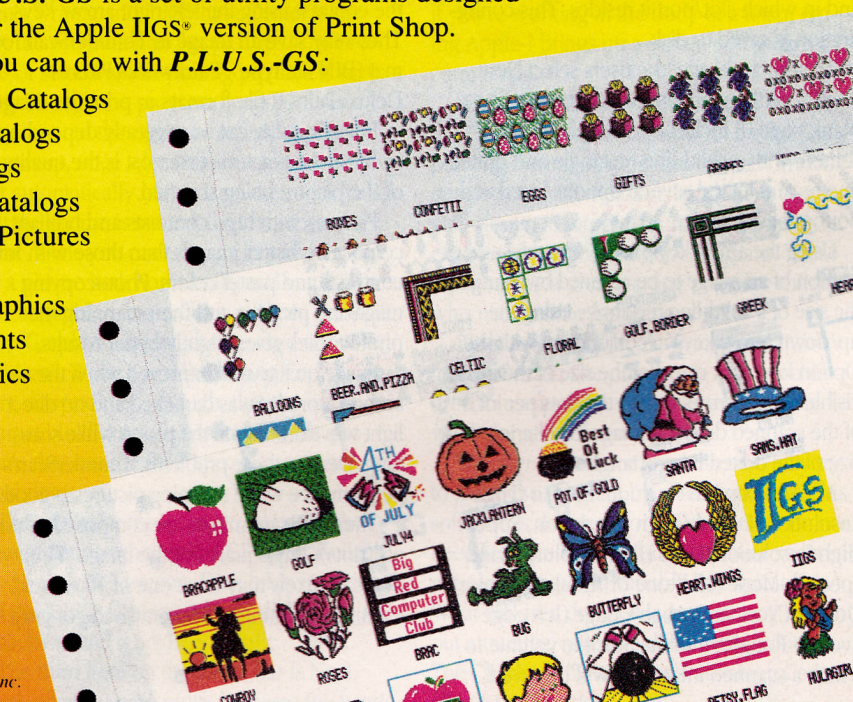 U.S.-GS is a set of utility programs designed
r the Apple IIGS® version of Print Shop.
ou can do with P.L.U.S.-GS:
Catalogs
alogs
gs
atalogs
Pictures
aphics
nts
ics
ROXES CONFETTI EGGS GIFTS
BALLOONS BEER.AND.PIZZA CELTIC FLORAL GOLF.BORDER GREEK HER
4TH
OF JULY
Best
Of
Luck
IIGS
BRACAPPLE GOLF JULY4 JACKLANTERN POT.OF.GOLD SANTA SAMS.HAT
Big
Red
Computer
Club
COWBOY ROSES BRAC BUG BUTTERFLY HEART.WINGS IIGS
BETSY.FLAG HULAGIRL
nc.